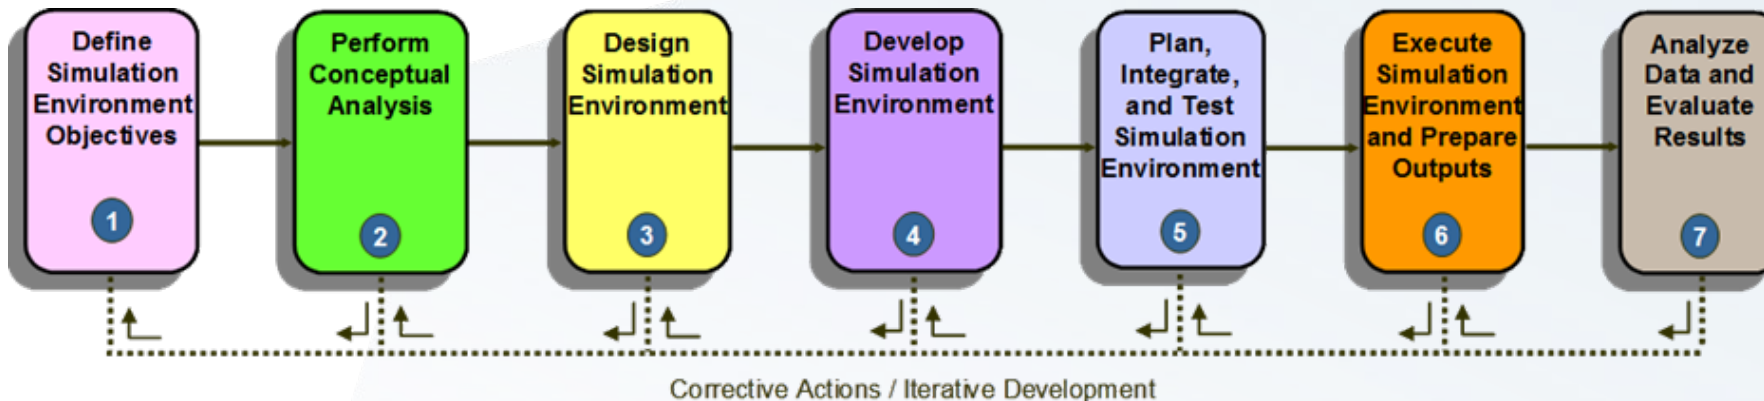 Define
Simulation
Environment
Objectives
1
Perform
Conceptual
Analysis
2
Design
Simulation
Environment
3
Develop
Simulation
Environment
4
Plan,
Integrate,
and Test
Simulation
Environment
5
Execute
Simulation
Environment
and Prepare
Outputs
6
Analyze
Data and
Evaluate
Results
7
Corrective Actions / Iterative Development